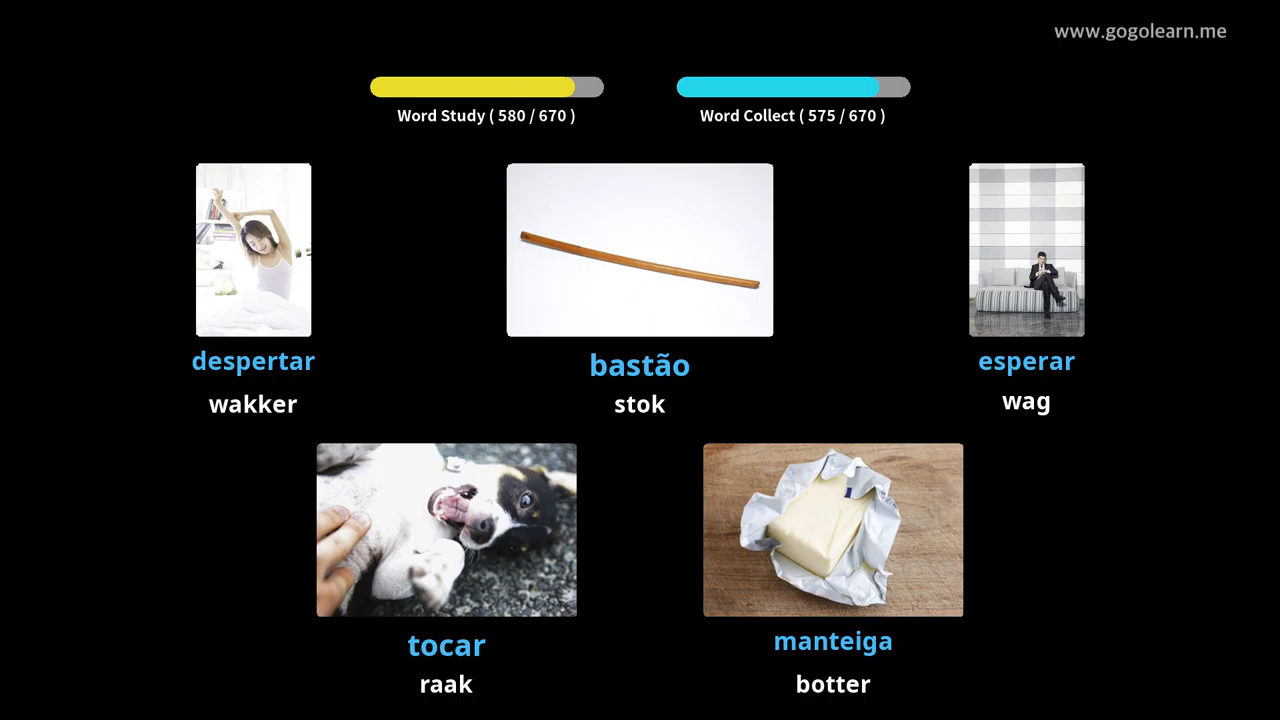 www.gogolearn.me
Word Study ( 580 / 670 )
Word Collect ( 575 / 670 )
despertar
bastão
esperar
wakker
stok
wag
tocar
manteiga
raak
botter